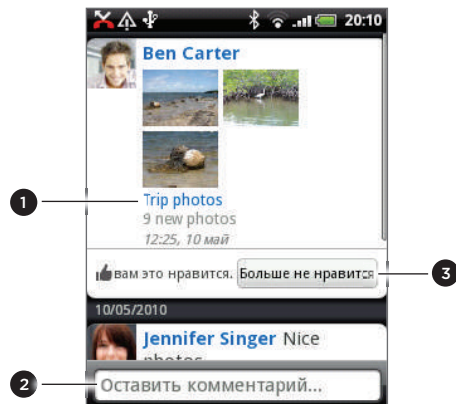 20:10
Ben Carter
Trip photos
9 new photos
12:25, 10 май
вам это нравится. Больше не нравится
10/05/2010
Jennifer Singer Nice
photos
Оставить комментарий...
1
2
3